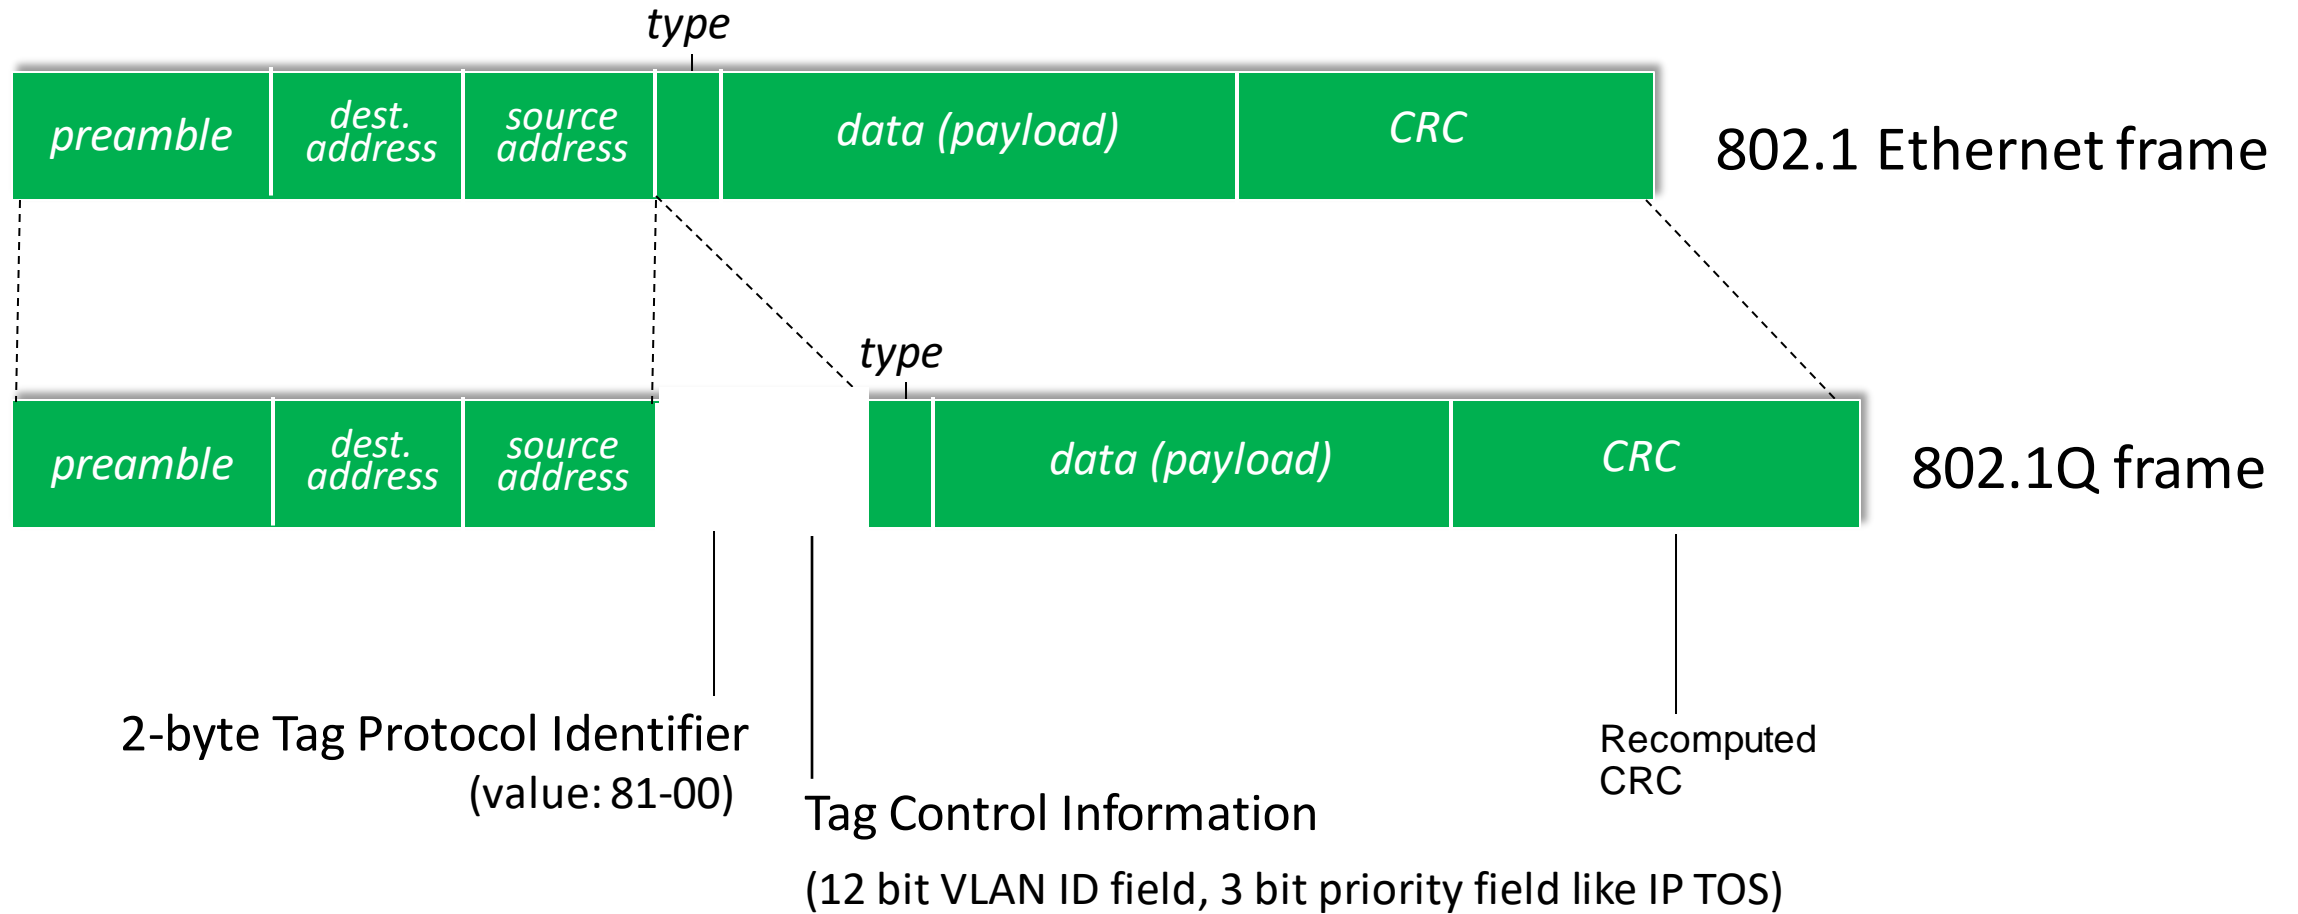 type
preamble
dest.
address
source
address
data (payload)
CRC
802.1 Ethernet frame
type
preamble
dest.
address
source
address
data (payload)
CRC
802.1Q frame
2-byte Tag Protocol Identifier
(value: 81-00)
Recomputed
CRC
Tag Control Information
(12 bit VLAN ID field, 3 bit priority field like IP TOS)